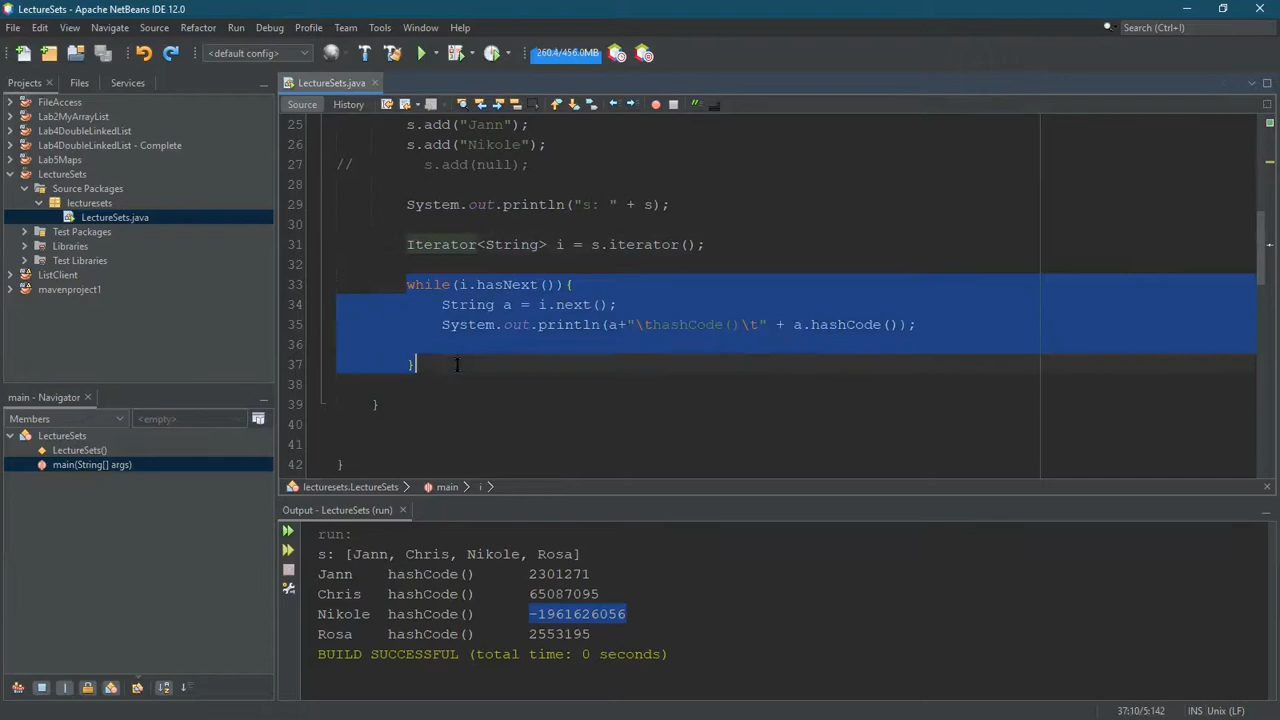 LectureSets - Apache NetBeans IDE 12.0
File Edit View Navigate Source Refactor Run Debug Profile Team Tools Window Help
Search (Ctrl+I)
<default config>
260.4/456.0MB
Projects Files Services
LectureSets.java
Source History
FileAccess
Lab2MyArrayList
Lab4DoubleLinkedList
Lab4DoubleLinkedList - Complete
Lab5Maps
LectureSets
Source Packages
lecturesets
LectureSets.java
Test Packages
Libraries
Test Libraries
ListClient
mavenproject1
25 s.add("Jann");
26 s.add("Nikole");
27 // s.add(null);
28
29 System.out.println("s: " + s);
30
31 Iterator<String> i = s.iterator();
32
33 while(i.hasNext()){
34 String a = i.next();
35 System.out.println(a+"\thashCode()\t" + a.hashCode());
36
37 }
38
39 }
40
41
42 }
main - Navigator
Members <empty>
LectureSets
LectureSets()
main(String[] args)
lecturesets.LectureSets main i
Output - LectureSets (run)
run:
s: [Jann, Chris, Nikole, Rosa]
Jann hashCode() 2301271
Chris hashCode() 65087095
Nikole hashCode() -1961626056
Rosa hashCode() 2553195
BUILD SUCCESSFUL (total time: 0 seconds)
37:10/5:142 INS Unix (LF)